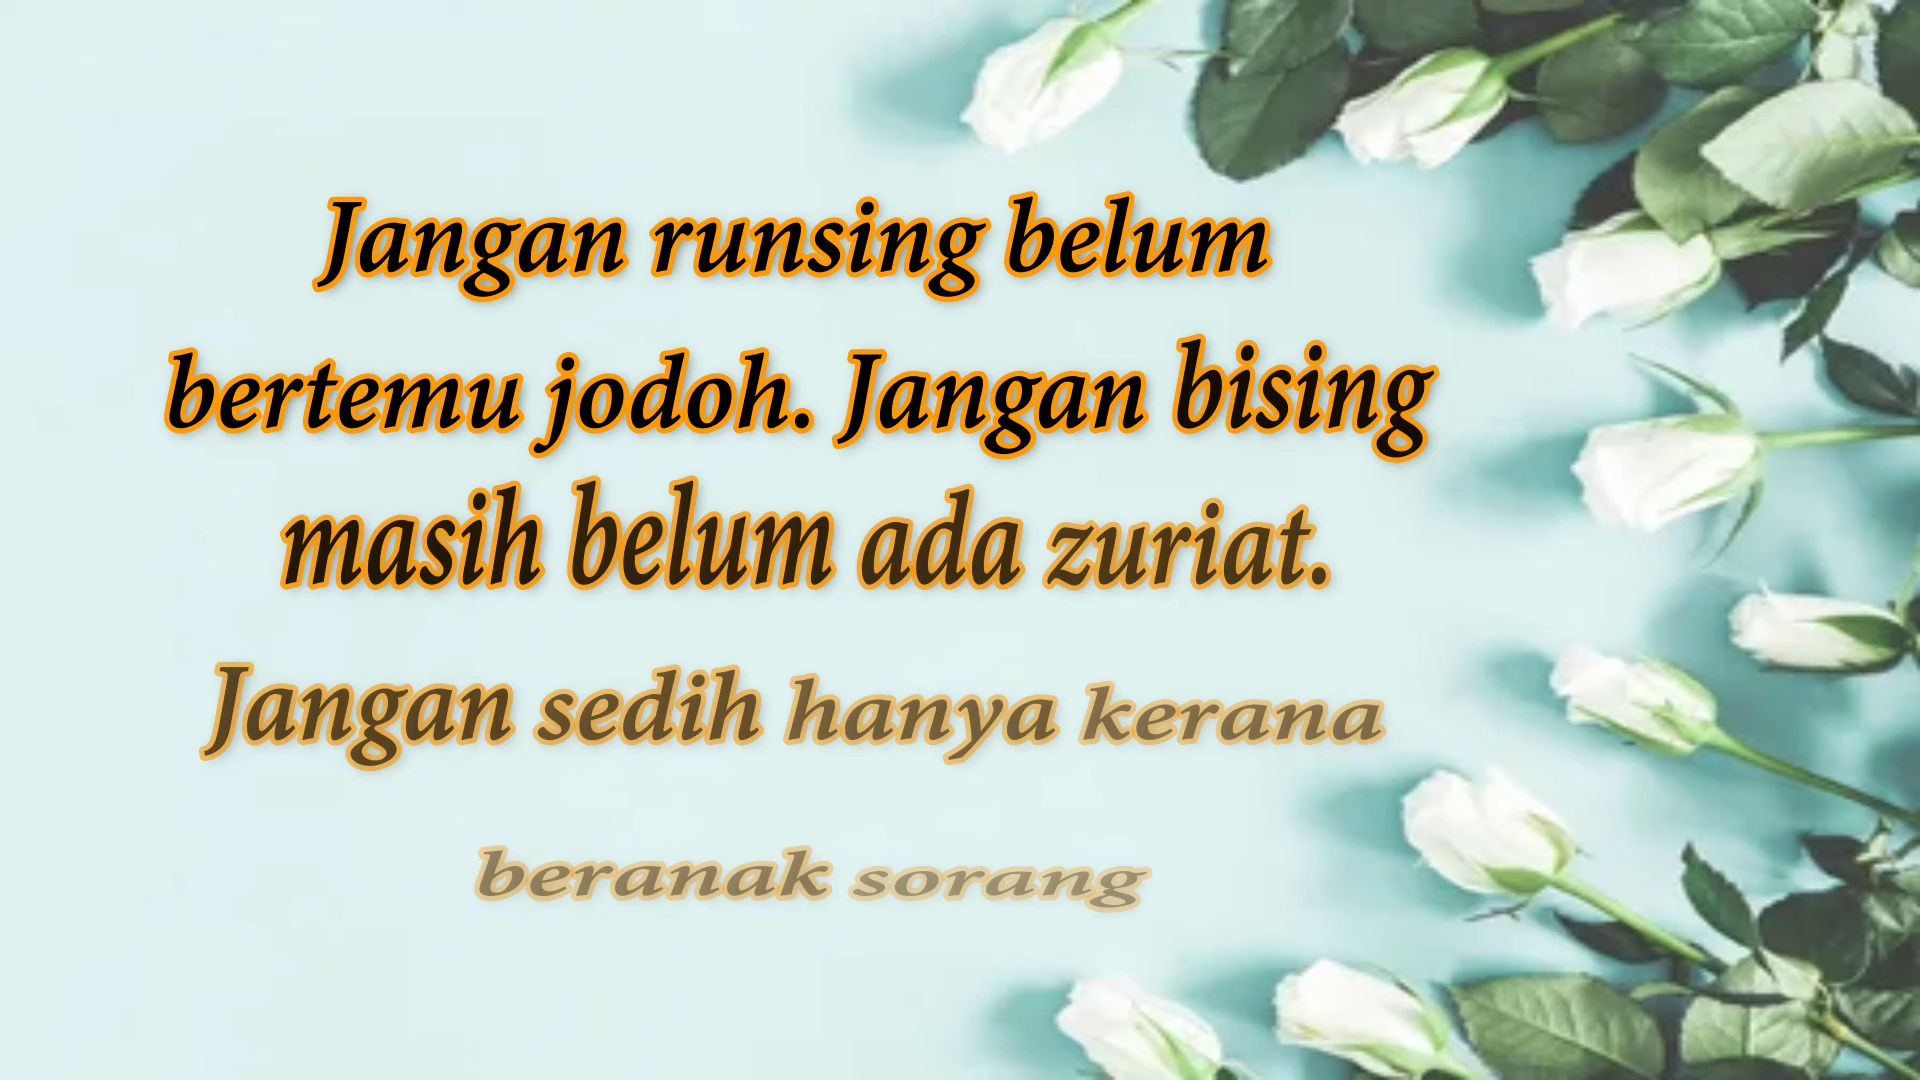 Jangan runsing belum
bertemu jodoh. Jangan bising
masih belum ada zuriat.
Jangan sedih hanya kerana
beranak sorang